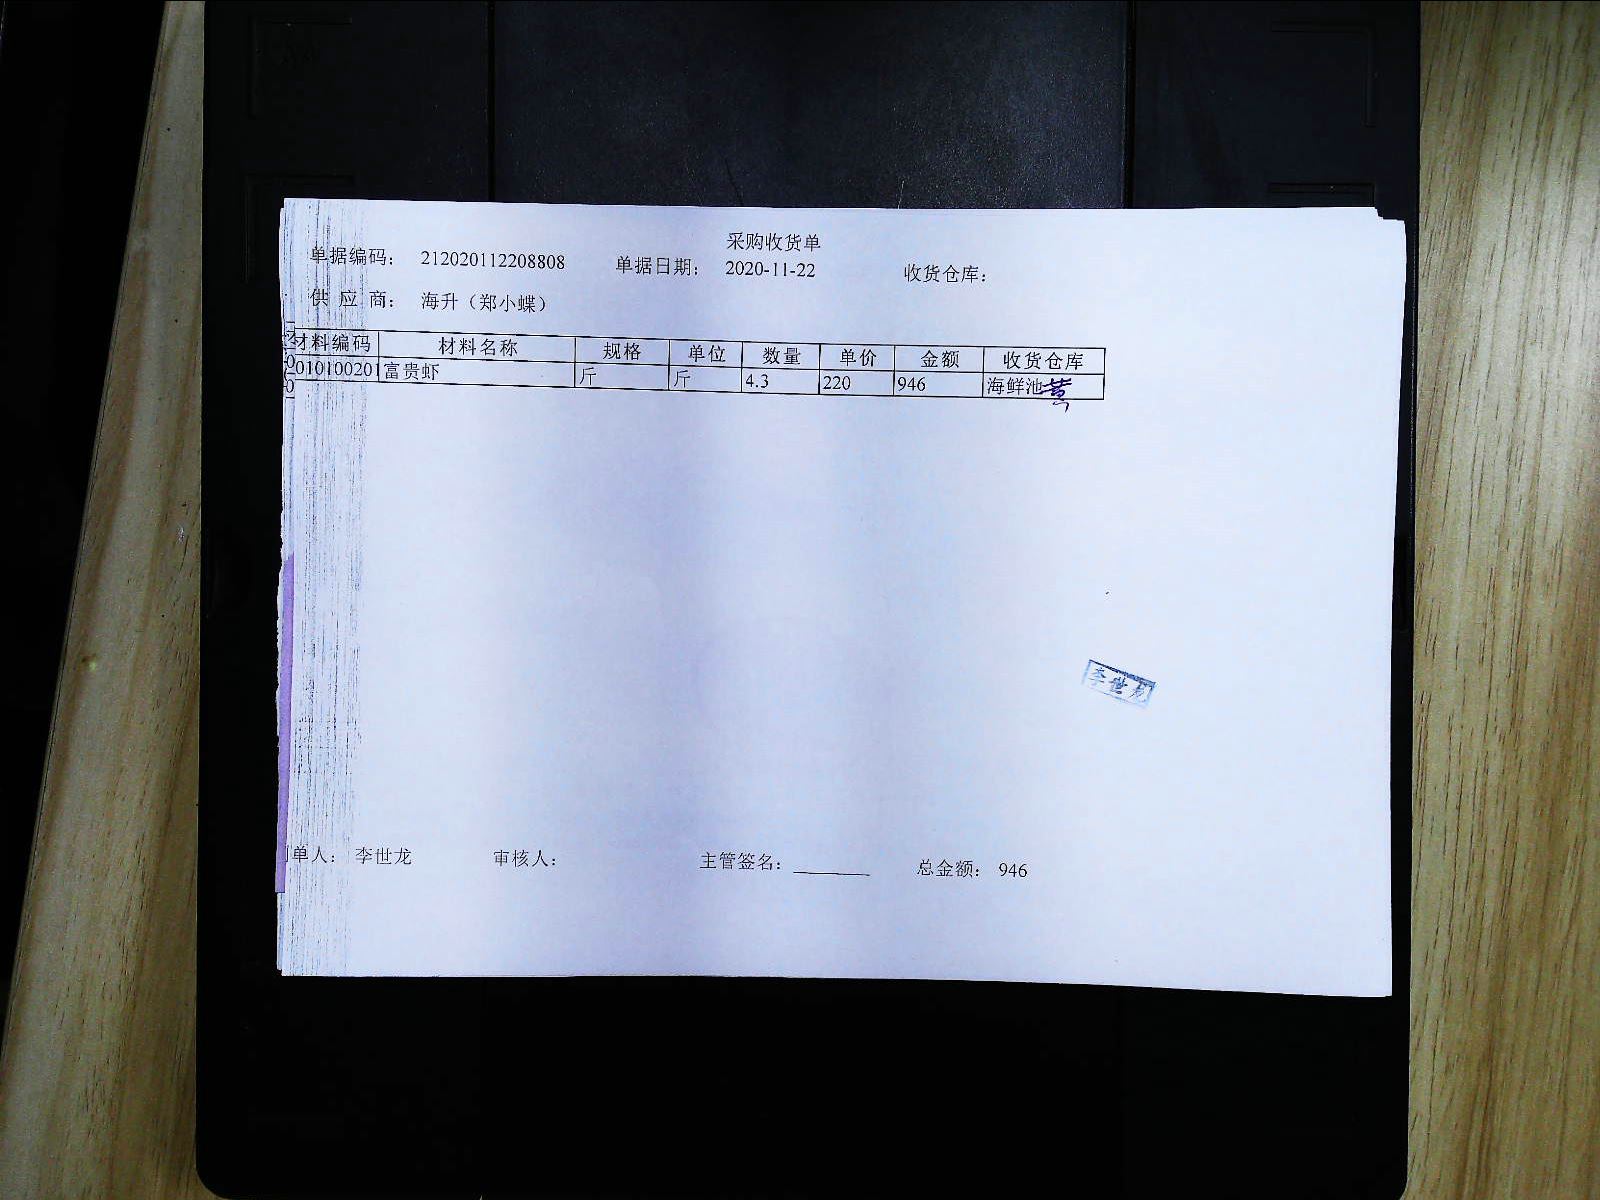 采购收货单
单据编码： 212020112208808 单据日期： 2020-11-22 收货仓库：
供 应 商： 海升（郑小蝶）
材料编码 材料名称 规格 单位 数量 单价 金额 收货仓库
010100201 富贵虾 斤 斤 4.3 220 946 海鲜池
李世龙
单人： 李世龙 审核人： 主管签名： 总金额： 946